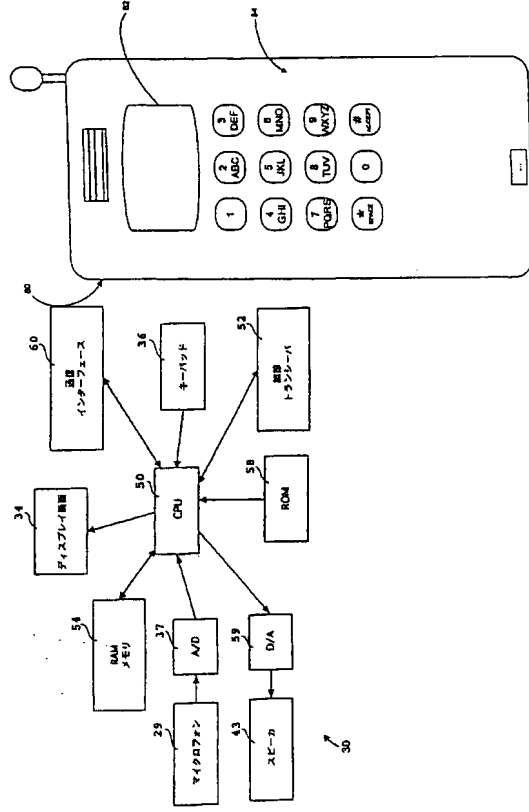 60
通信
インターフェース
34
ディスプレイ画面
54
RAM
メモリ
36
キーパッド
50
CPU
37
A/D
29
マイクロフォン
52
トランシーバ
58
ROM
59
D/A
43
スピーカ
30
80
82
84
1
2
ABC
3
DEF
4
GHI
5
JKL
6
MNO
7
PQRS
8
TUV
9
WXYZ
*
SPACE
0
#
ACCEPT